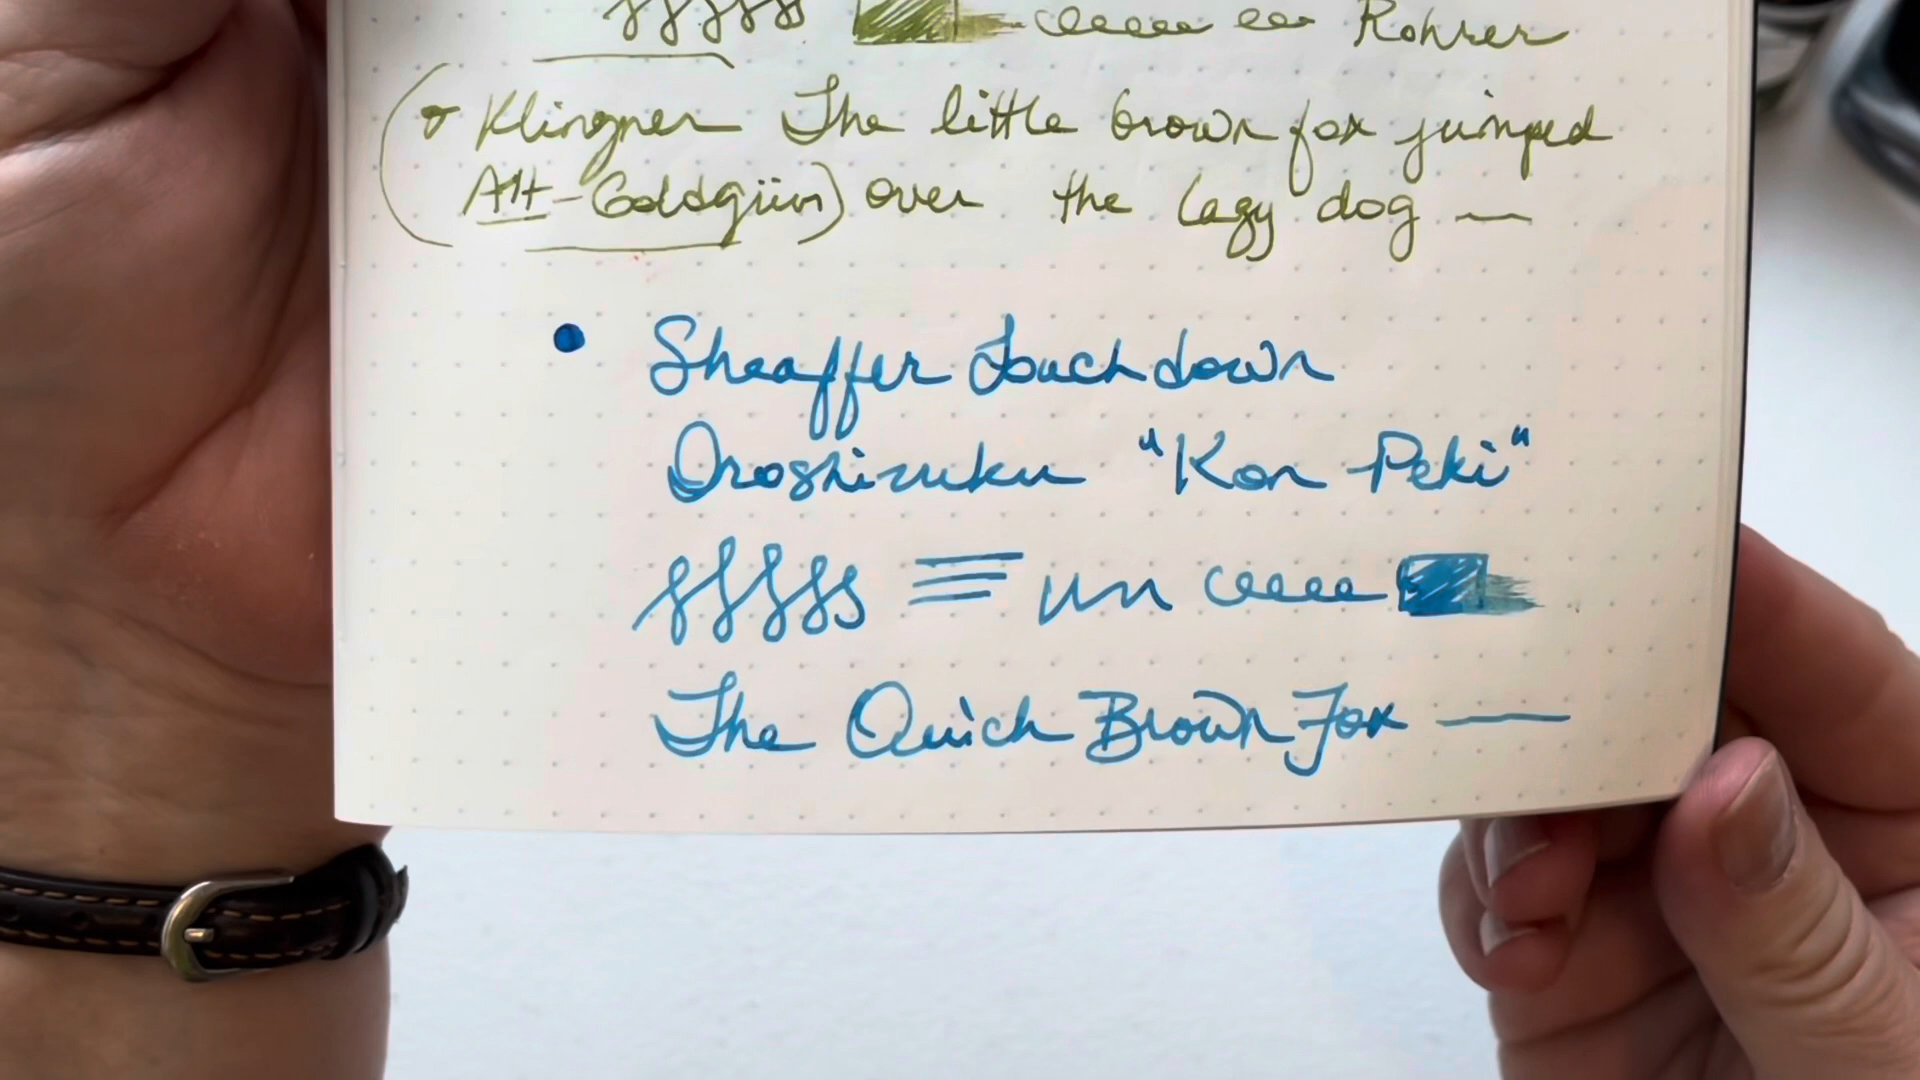 Rohrer
& Klingner The little brown fox jumped
Alt-Goldgrün) over the lazy dog —
• Sheaffer Touchdown
Iroshizuku "Kon Peki"
The Quick Brown Fox —